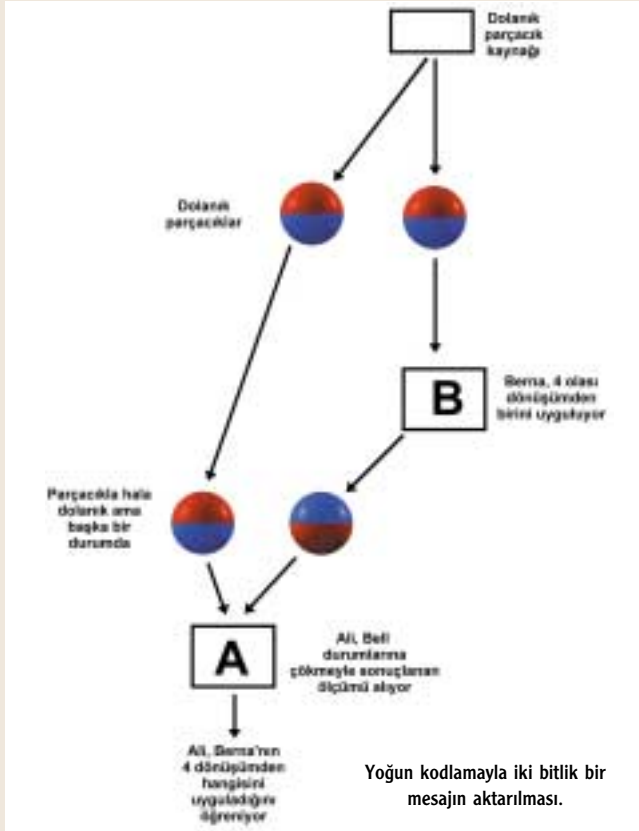 Dolanık
parçacık
kaynağı
Dolanık
parçacıklar
B
Berna, 4 olası
dönüşümden
birini uyguluyor
Parçacıkla hala
dolanık ama
başka bir
durumda
A
Ali, Bell
durumlarına
çökmeyle sonuçlanan
ölçümü alıyor
Ali, Berna'nın
4 dönüşümden
hangisini
uyguladığını
öğreniyor
Yoğun kodlamayla iki bitlik bir
mesajın aktarılması.